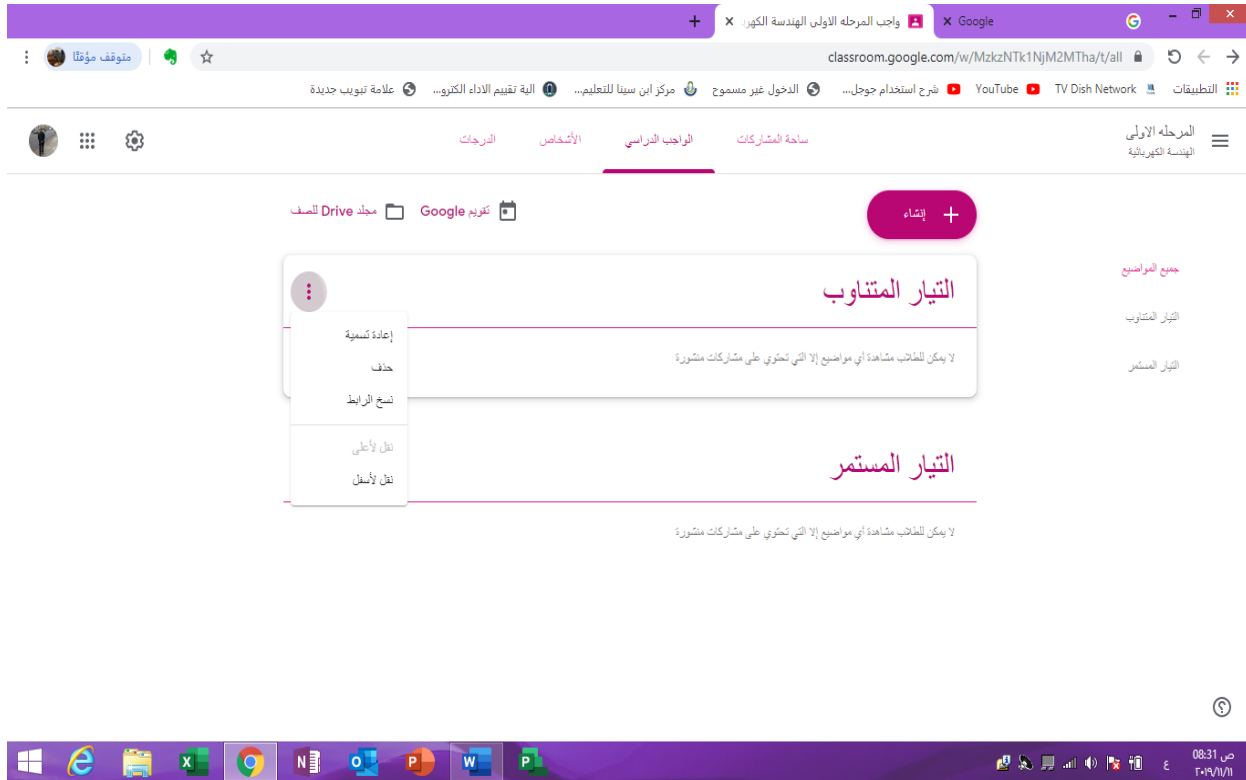 Google
واجب المرحله الاولى الهندسة الكهر
classroom.google.com/w/MzkzNTk1NjM2MTha/t/all
متوقف مؤقتًا
التطبيقات
TV Dish Network
YouTube
شرح استخدام جوجل...
الدخول غير مسموح
مركز ابن سينا للتعليم...
الية تقييم الاداء الكترو...
علامة تبويب جديدة
المرحله الاولى
الهندسة الكهربائية
ساحة المشاركات
الواجب الدراسي
الأشخاص
الدرجات
+ إنشاء
تقويم Google
مجلد Drive للصف
جميع المواضيع
التيار المتناوب
التيار المستمر
التيار المتناوب
لا يمكن للطلاب مشاهدة أي مواضيع إلا التي تحتوي على مشاركات منشورة
إعادة تسمية
حذف
نسخ الرابط
نقل لأعلى
نقل لأسفل
التيار المستمر
لا يمكن للطلاب مشاهدة أي مواضيع إلا التي تحتوي على مشاركات منشورة
ع
08:31 ص
٢٠١٩/١١/١١